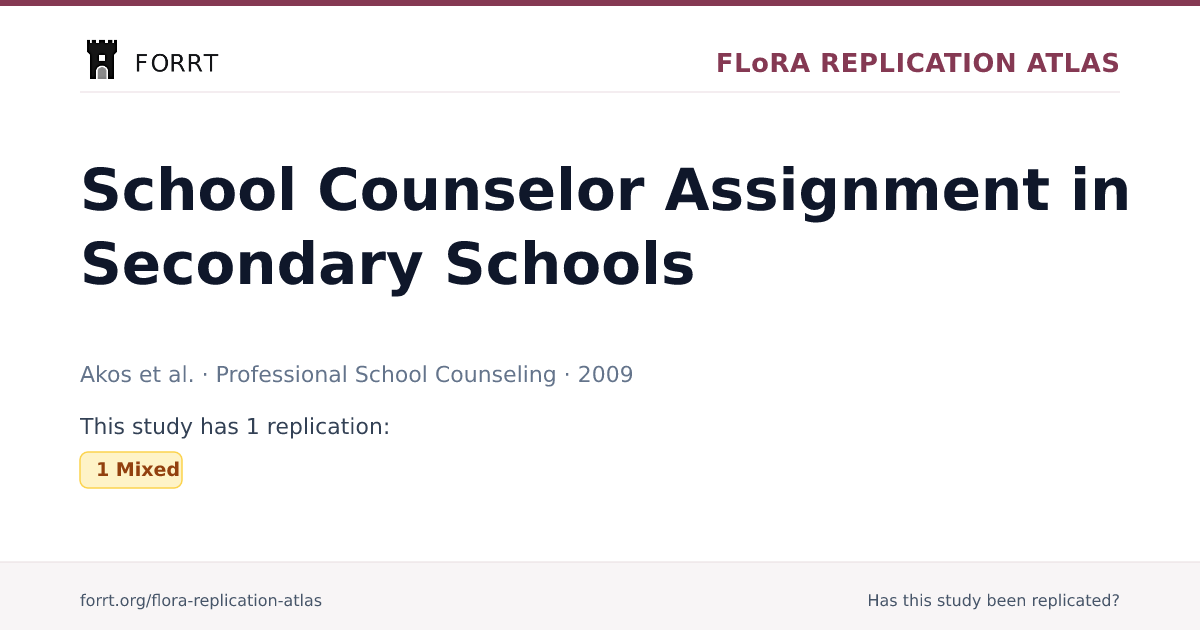 FORRT
FLoRA REPLICATION ATLAS
School Counselor Assignment in
Secondary Schools
Akos et al. · Professional School Counseling · 2009
This study has 1 replication:
1 Mixed
forrt.org/flora-replication-atlas
Has this study been replicated?